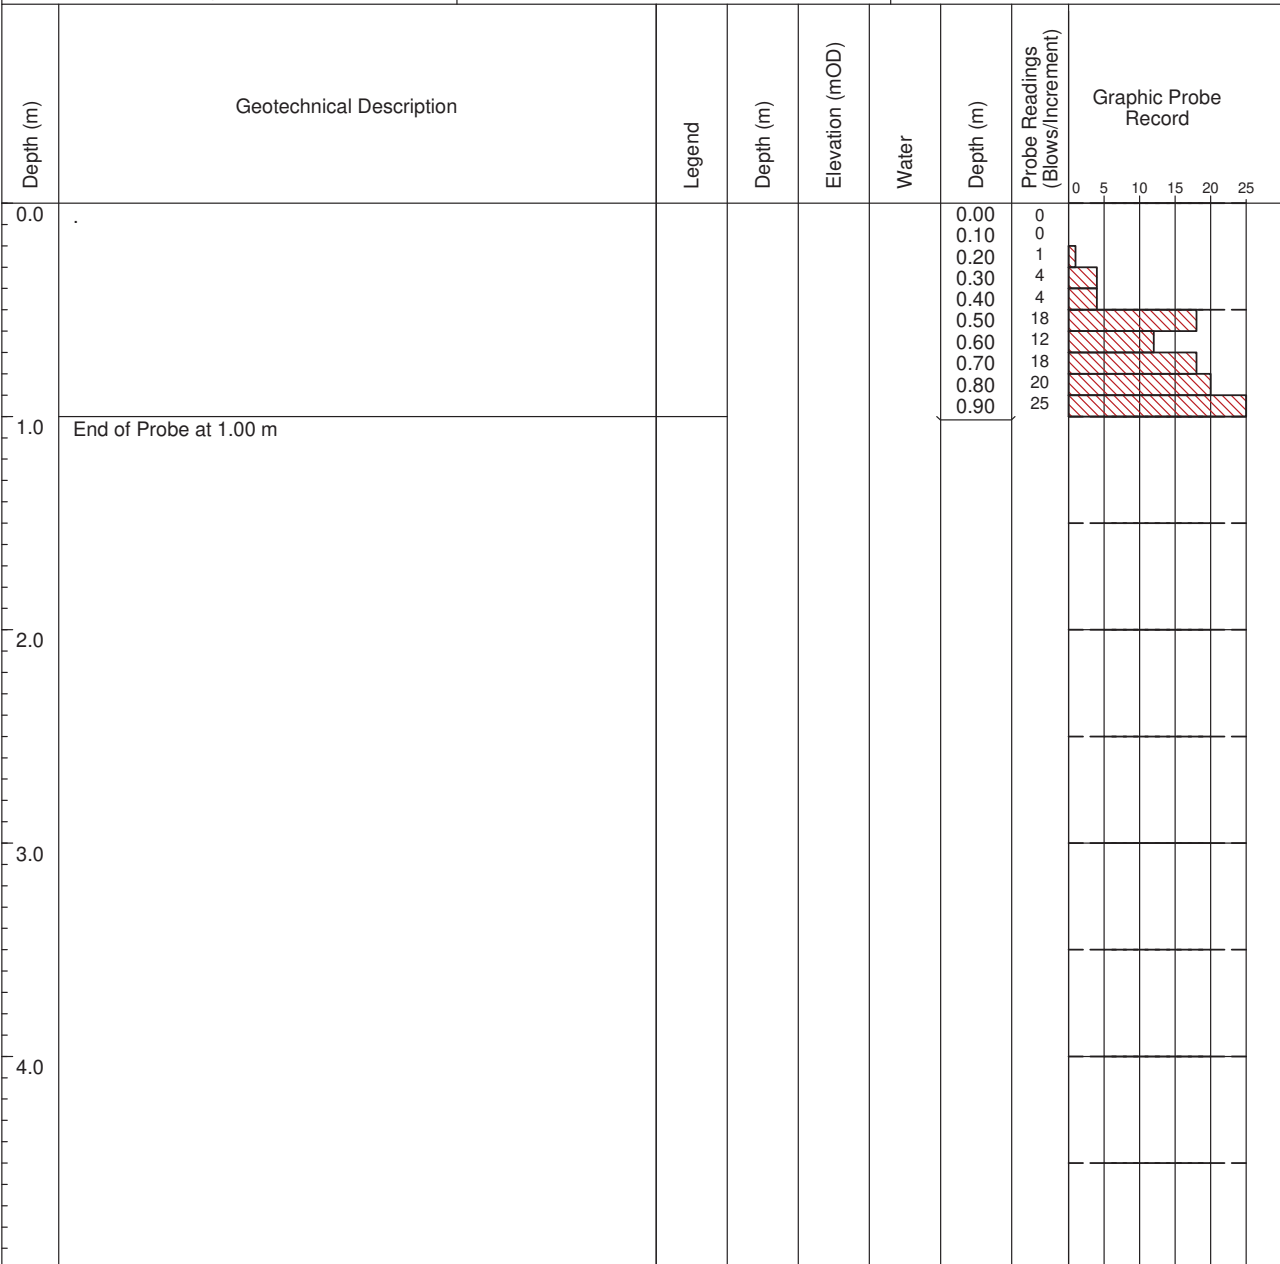 Depth (m)
Geotechnical Description
Legend
Depth (m)
Elevation (mOD)
Water
Depth (m)
Probe Readings
(Blows/Increment)
Graphic Probe
Record
0 5 10 15 20 25
0.0 . 0.00 0
0.10 0
0.20 1
0.30 4
0.40 4
0.50 18
0.60 12
0.70 18
0.80 20
0.90 25
1.0 End of Probe at 1.00 m
2.0
3.0
4.0